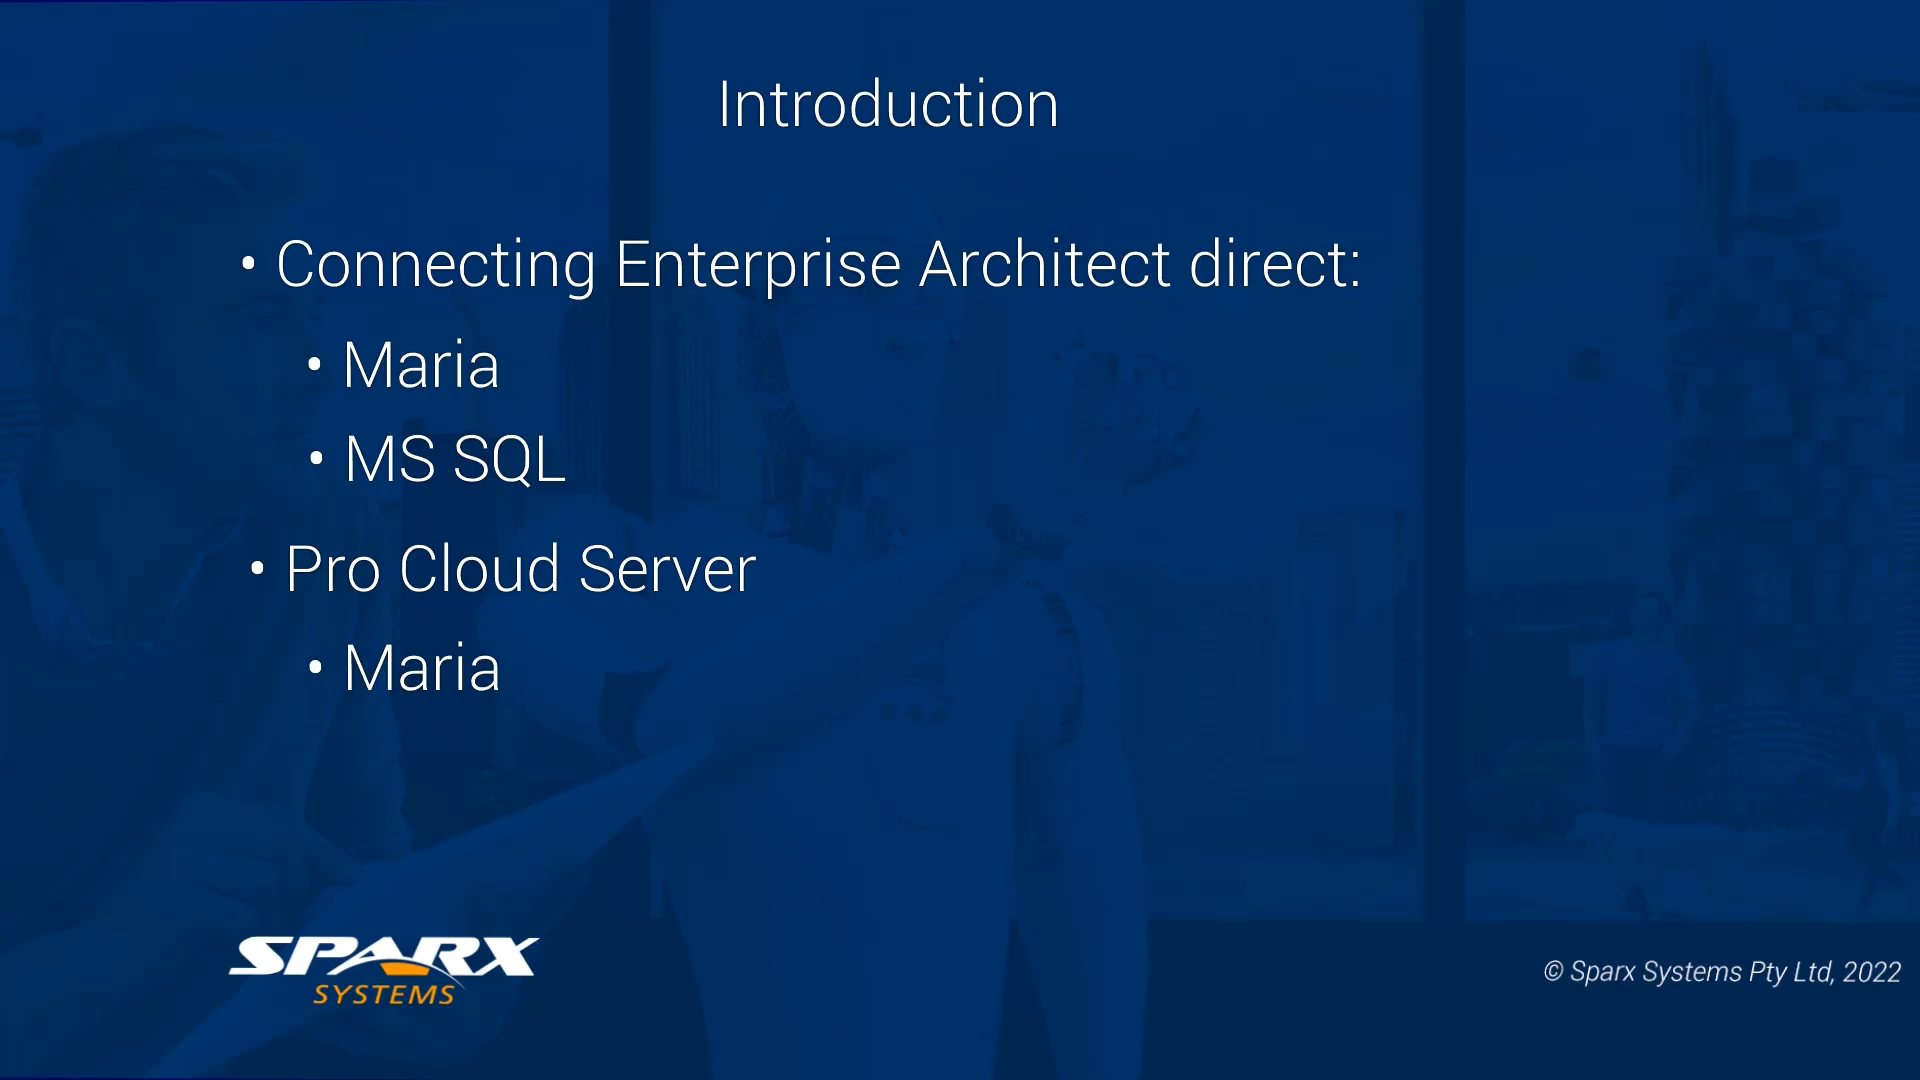 Introduction
• Connecting Enterprise Architect direct:
• Maria
• MS SQL
• Pro Cloud Server
• Maria
SPARX
SYSTEMS
© Sparx Systems Pty Ltd, 2022